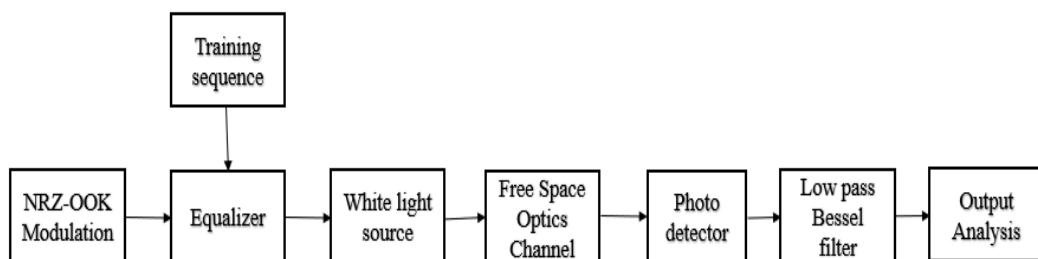 Training
sequence
NRZ-OOK
Modulation
Equalizer
White light
source
Free Space
Optics
Channel
Photo
detector
Low pass
Bessel
filter
Output
Analysis